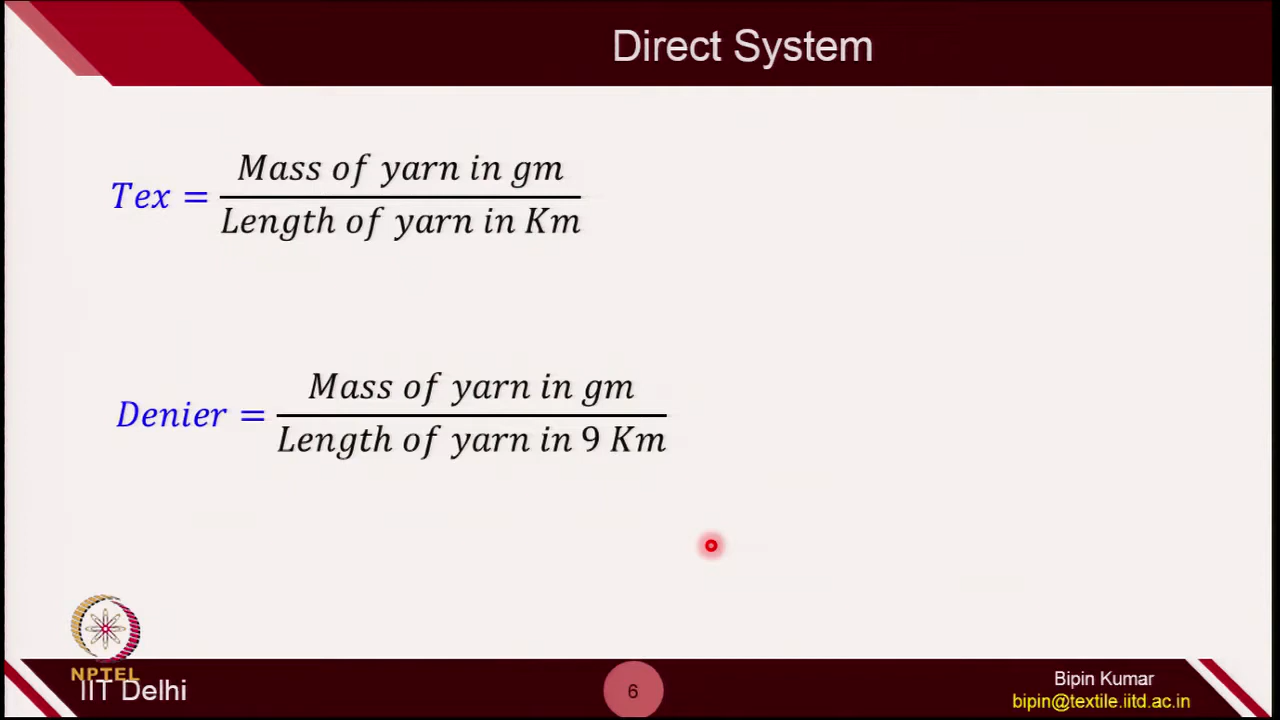 Direct System
Tex = Mass of yarn in gm / Length of yarn in Km
Denier = Mass of yarn in gm / Length of yarn in 9 Km
NPTEL
IIT Delhi
6
Bipin Kumar
bipin@textile.iitd.ac.in